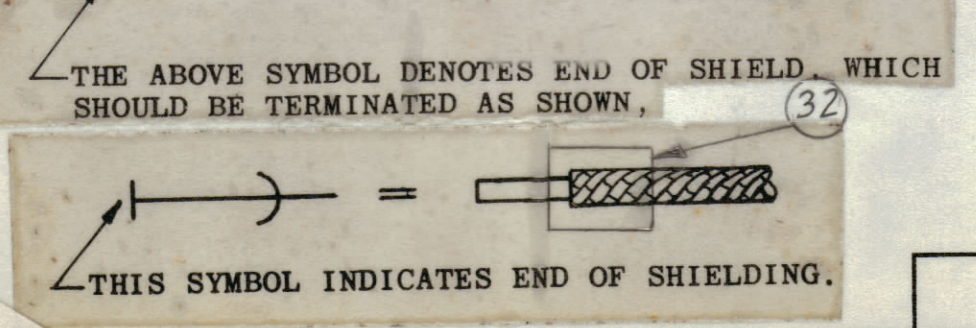 THE ABOVE SYMBOL DENOTES END OF SHIELD, WHICH
SHOULD BE TERMINATED AS SHOWN,
32
=
THIS SYMBOL INDICATES END OF SHIELDING.